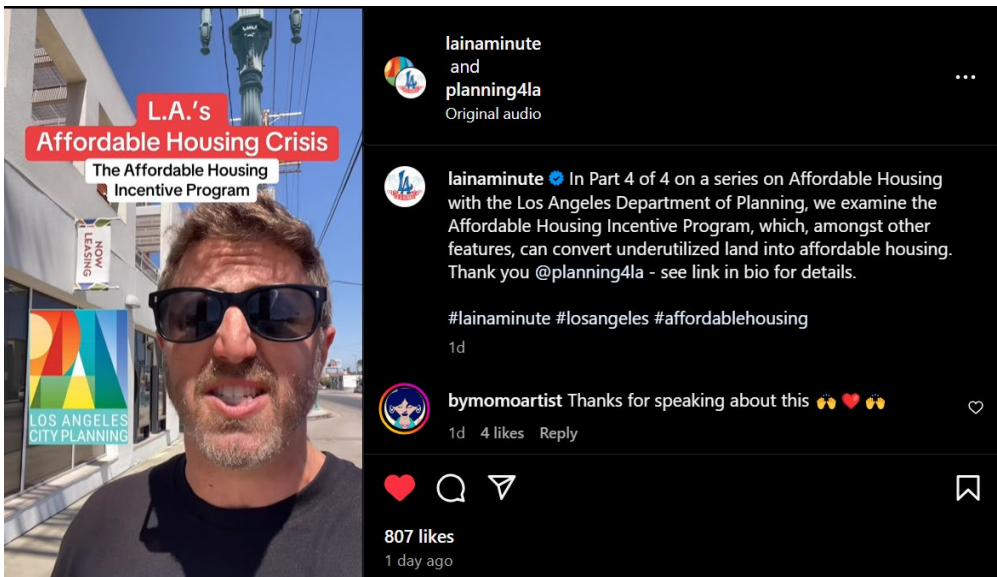 L.A.'s
Affordable Housing Crisis
The Affordable Housing
Incentive Program
NOW
LEASING
LOS ANGELES
CITY PLANNING
lainaminute
and
planning4la
Original audio
LA
lainaminute In Part 4 of 4 on a series on Affordable Housing
with the Los Angeles Department of Planning, we examine the
Affordable Housing Incentive Program, which, amongst other
features, can convert underutilized land into affordable housing.
Thank you @planning4la - see link in bio for details.
#lainaminute #losangeles #affordablehousing
1d
bymomoartist Thanks for speaking about this 🙌 ❤️ 🙌
1d 4 likes Reply
807 likes
1 day ago